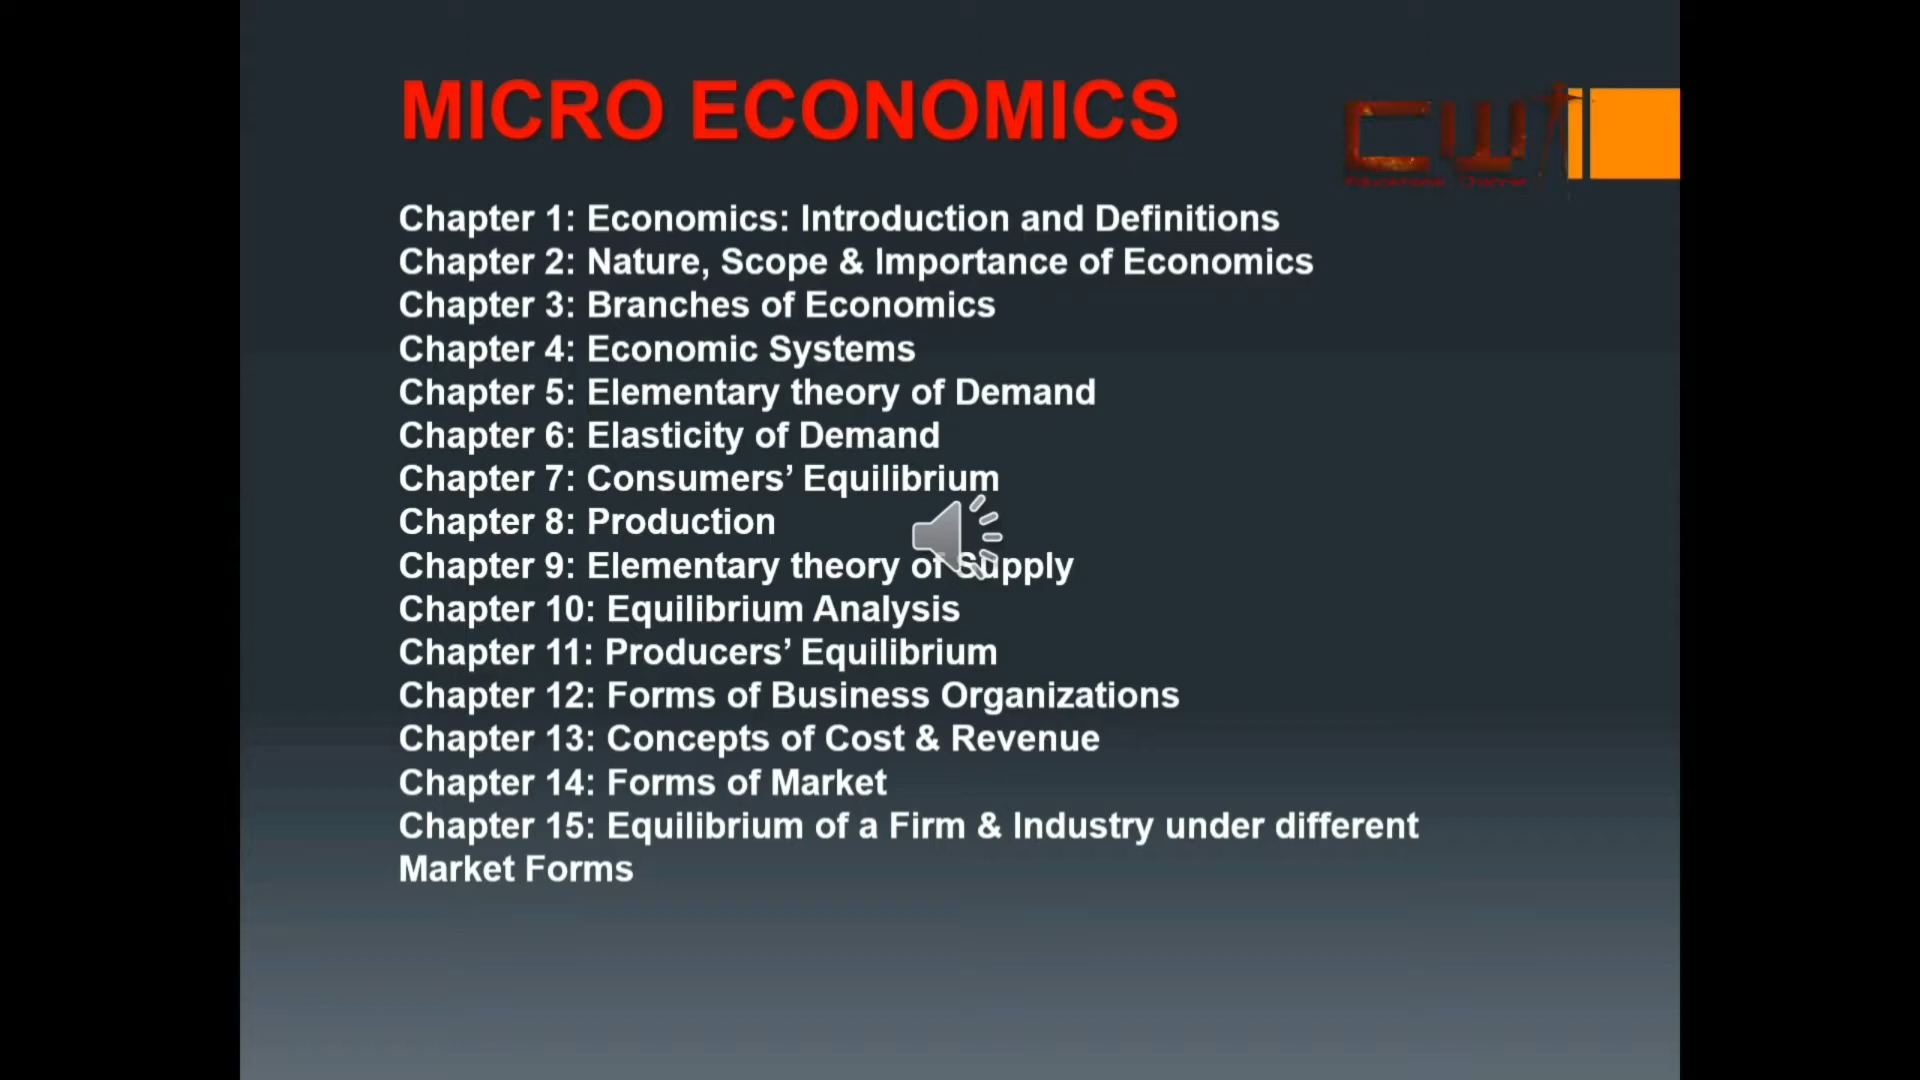 MICRO ECONOMICS
Educational Channel
Chapter 1: Economics: Introduction and Definitions
Chapter 2: Nature, Scope & Importance of Economics
Chapter 3: Branches of Economics
Chapter 4: Economic Systems
Chapter 5: Elementary theory of Demand
Chapter 6: Elasticity of Demand
Chapter 7: Consumers’ Equilibrium
Chapter 8: Production
Chapter 9: Elementary theory of Supply
Chapter 10: Equilibrium Analysis
Chapter 11: Producers’ Equilibrium
Chapter 12: Forms of Business Organizations
Chapter 13: Concepts of Cost & Revenue
Chapter 14: Forms of Market
Chapter 15: Equilibrium of a Firm & Industry under different
Market Forms